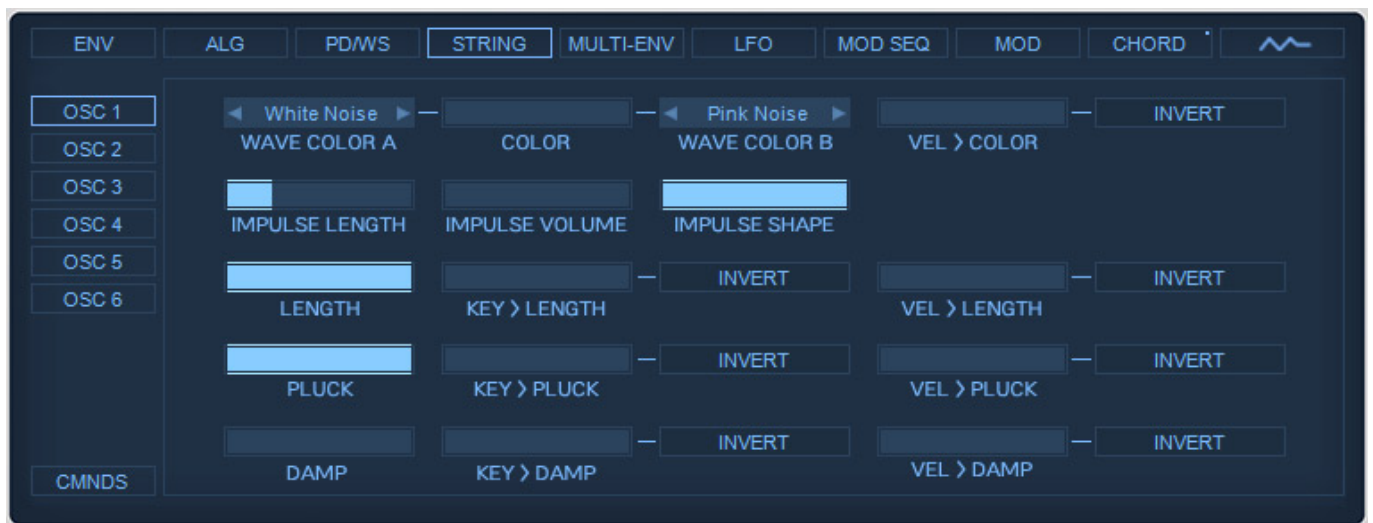 ENV ALG PD/WS STRING MULTI-ENV LFO MOD SEQ MOD CHORD
OSC 1
OSC 2
OSC 3
OSC 4
OSC 5
OSC 6
CMNDS
White Noise Pink Noise INVERT
WAVE COLOR A COLOR WAVE COLOR B VEL > COLOR
IMPULSE LENGTH IMPULSE VOLUME IMPULSE SHAPE
INVERT INVERT
LENGTH KEY > LENGTH VEL > LENGTH
INVERT INVERT
PLUCK KEY > PLUCK VEL > PLUCK
INVERT INVERT
DAMP KEY > DAMP VEL > DAMP